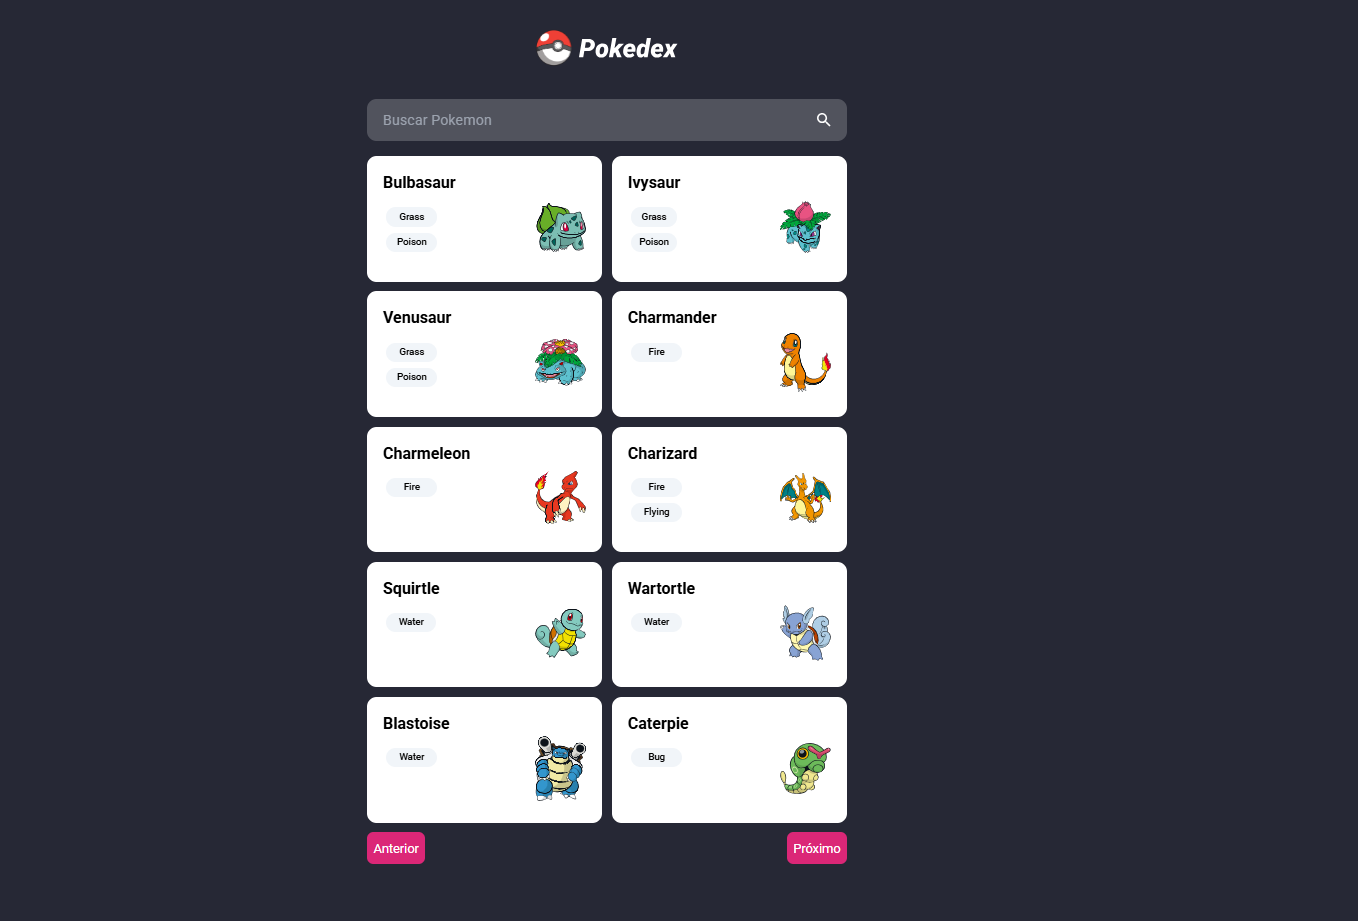 Pokedex
Buscar Pokemon
Bulbasaur
Grass
Poison
Ivysaur
Grass
Poison
Venusaur
Grass
Poison
Charmander
Fire
Charmeleon
Fire
Charizard
Fire
Flying
Squirtle
Water
Wartortle
Water
Blastoise
Water
Caterpie
Bug
Anterior
Próximo